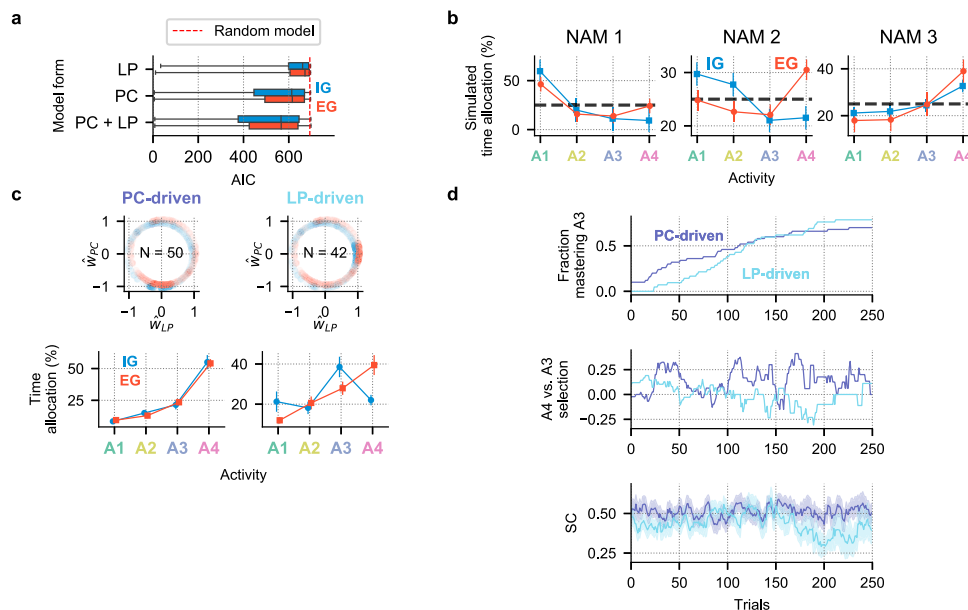 a
Random model
Model form
LP
PC
PC + LP
IG
EG
0
200
400
600
AIC
b
NAM 1
NAM 2
NAM 3
Simulated
time allocation (%)
50
0
30
25
20
40
20
IG
EG
A1 A2 A3 A4
A1 A2 A3 A4
A1 A2 A3 A4
Activity
c
PC-driven
LP-driven
ŵPC
1
0
−1
N = 50
−1 0 1
ŵLP
ŵPC
1
0
−1
N = 42
−1 0 1
ŵLP
Time
allocation (%)
50
25
IG
EG
40
20
A1 A2 A3 A4
A1 A2 A3 A4
Activity
d
Fraction
mastering A3
0.5
0.0
PC-driven
LP-driven
0 50 100 150 200 250
A4 vs. A3
selection
0.25
0.00
−0.25
0 50 100 150 200 250
SC
0.50
0.25
0 50 100 150 200 250
Trials